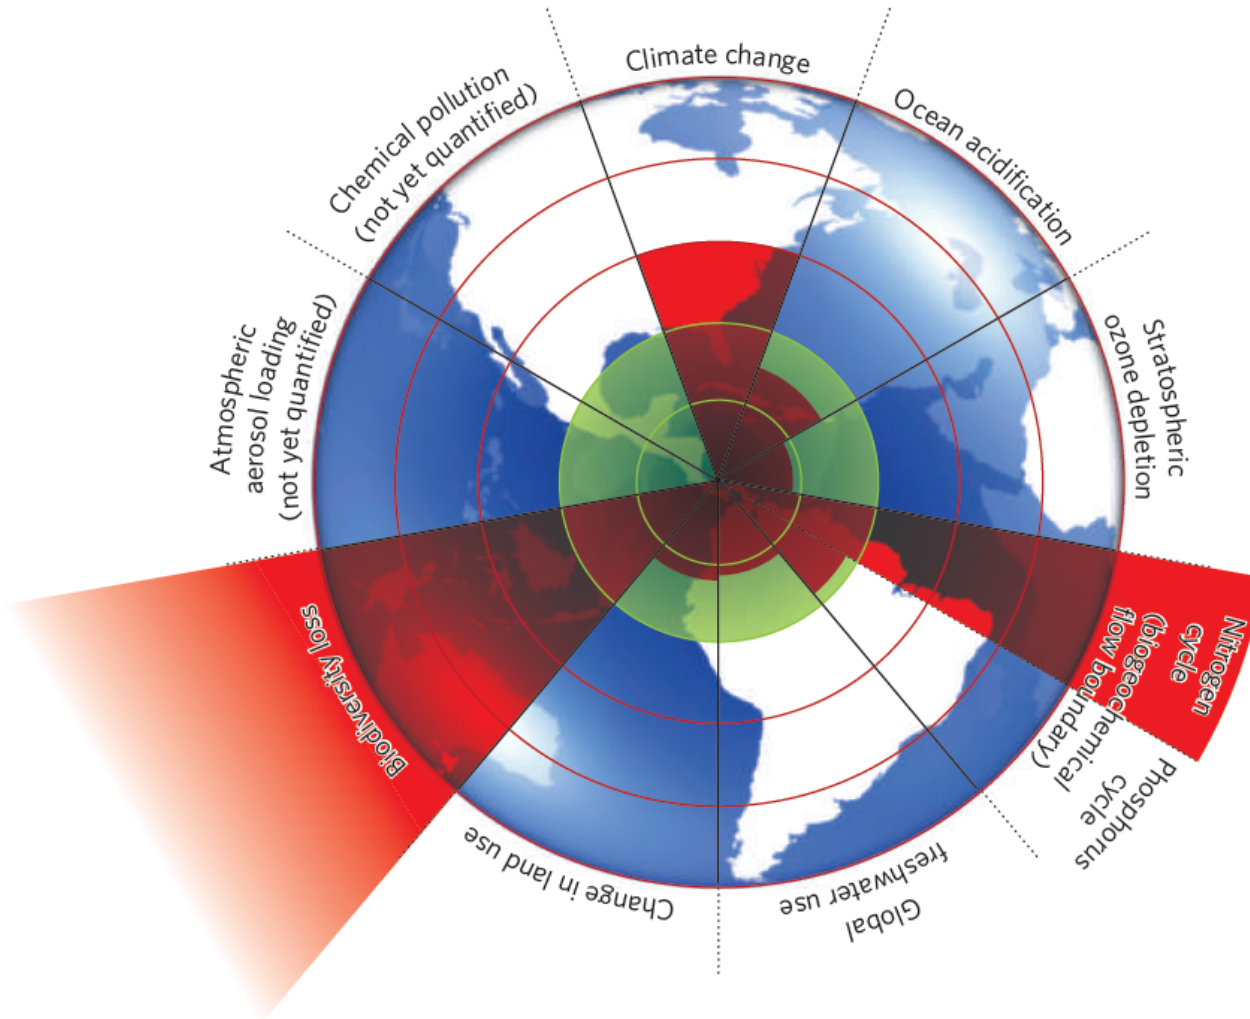 Climate change
Ocean acidification
Stratospheric
ozone depletion
Nitrogen
cycle
(biogeochemical
flow boundary)
Phosphorus
cycle
Global
freshwater use
Change in land use
Biodiversity loss
Atmospheric
aerosol loading
(not yet quantified)
Chemical pollution
(not yet quantified)